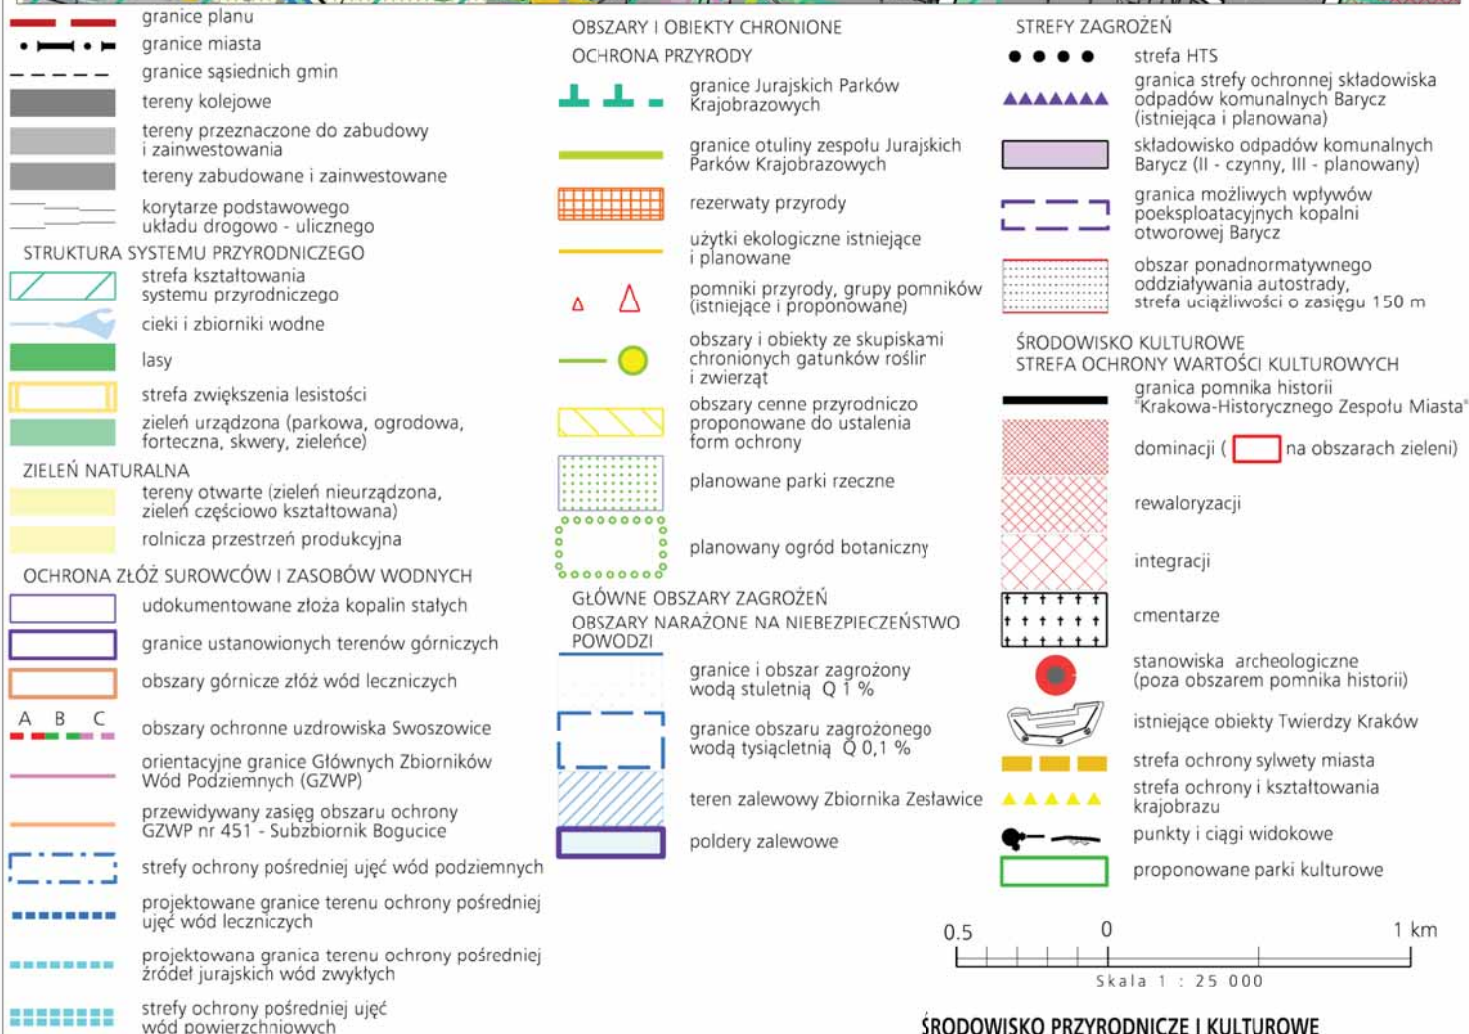 granice planu
granice miasta
granice sąsiednich gmin
tereny kolejowe
tereny przeznaczone do zabudowy
i zainwestowania
tereny zabudowane i zainwestowane
korytarze podstawowego
układu drogowo - ulicznego
STRUKTURA SYSTEMU PRZYRODNICZEGO
strefa kształtowania
systemu przyrodniczego
cieki i zbiorniki wodne
lasy
strefa zwiększenia lesistości
zieleń urządzona (parkowa, ogrodowa,
forteczna, skwery, zieleńce)
ZIELEŃ NATURALNA
tereny otwarte (zieleń nieurządzona,
zieleń częściowo kształtowana)
rolnicza przestrzeń produkcyjna
OCHRONA ZŁÓŻ SUROWCÓW I ZASOBÓW WODNYCH
udokumentowane złoża kopalin stałych
granice ustanowionych terenów górniczych
obszary górnicze złóż wód leczniczych
A B C
obszary ochronne uzdrowiska Swoszowice
orientacyjne granice Głównych Zbiorników
Wód Podziemnych (GZWP)
przewidywany zasięg obszaru ochrony
GZWP nr 451 - Subzbiornik Bogucice
strefy ochrony pośredniej ujęć wód podziemnych
projektowane granice terenu ochrony pośredniej
ujęć wód leczniczych
projektowana granica terenu ochrony pośredniej
źródeł jurajskich wód zwykłych
strefy ochrony pośredniej ujęć
wód powierzchniowych
OBSZARY I OBIEKTY CHRONIONE
OCHRONA PRZYRODY
granice Jurajskich Parków
Krajobrazowych
granice otuliny zespołu Jurajskich
Parków Krajobrazowych
rezerwaty przyrody
użytki ekologiczne istniejące
i planowane
pomniki przyrody, grupy pomników
(istniejące i proponowane)
obszary i obiekty ze skupiskami
chronionych gatunków roślin
i zwierząt
obszary cenne przyrodniczo
proponowane do ustalenia
form ochrony
planowane parki rzeczne
planowany ogród botaniczny
GŁÓWNE OBSZARY ZAGROŻEŃ
OBSZARY NARAŻONE NA NIEBEZPIECZEŃSTWO
POWODZI
granice i obszar zagrożony
wodą stuletnią Q 1 %
granice obszaru zagrożonego
wodą tysiącletnią Q 0,1 %
teren zalewowy Zbiornika Zesławice
poldery zalewowe
STREFY ZAGROŻEŃ
strefa HTS
granica strefy ochronnej składowiska
odpadów komunalnych Barycz
(istniejąca i planowana)
składowisko odpadów komunalnych
Barycz (II - czynny, III - planowany)
granica możliwych wpływów
poeksploatacyjnych kopalni
otworowej Barycz
obszar ponadnormatywnego
oddziaływania autostrady,
strefa uciążliwości o zasięgu 150 m
ŚRODOWISKO KULTUROWE
STREFA OCHRONY WARTOŚCI KULTUROWYCH
granica pomnika historii
"Krakowa-Historycznego Zespołu Miasta"
dominacji ( na obszarach zieleni)
rewaloryzacji
integracji
cmentarze
stanowiska archeologiczne
(poza obszarem pomnika historii)
istniejące obiekty Twierdzy Kraków
strefa ochrony sylwety miasta
strefa ochrony i kształtowania
krajobrazu
punkty i ciągi widokowe
proponowane parki kulturowe
0.5 0 1 km
Skala 1 : 25 000
ŚRODOWISKO PRZYRODNICZE I KULTUROWE